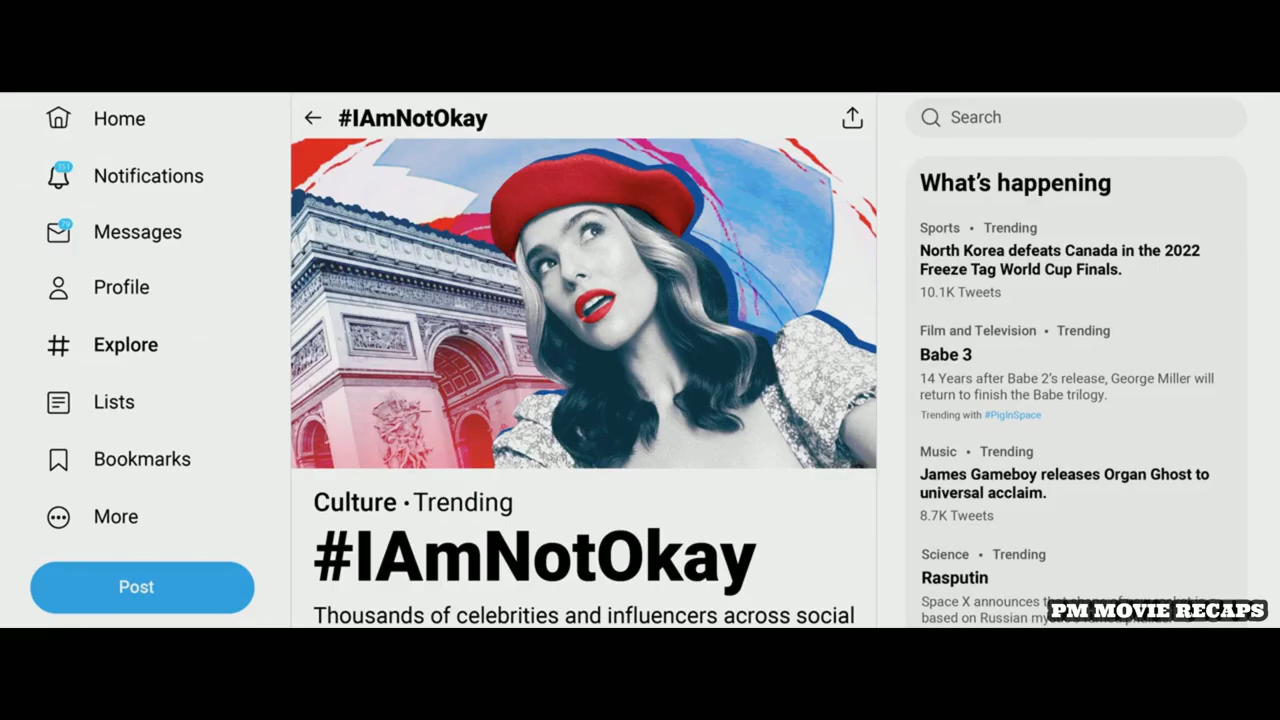 Home
Notifications
Messages
Profile
Explore
Lists
Bookmarks
More
Post
#IAmNotOkay
Culture · Trending
#IAmNotOkay
Thousands of celebrities and influencers across social
Search
What's happening
Sports • Trending
North Korea defeats Canada in the 2022
Freeze Tag World Cup Finals.
10.1K Tweets
Film and Television • Trending
Babe 3
14 Years after Babe 2's release, George Miller will
return to finish the Babe trilogy.
Trending with #PigInSpace
Music • Trending
James Gameboy releases Organ Ghost to
universal acclaim.
8.7K Tweets
Science • Trending
Rasputin
Space X announces
based on Russian
PM MOVIE RECAPS